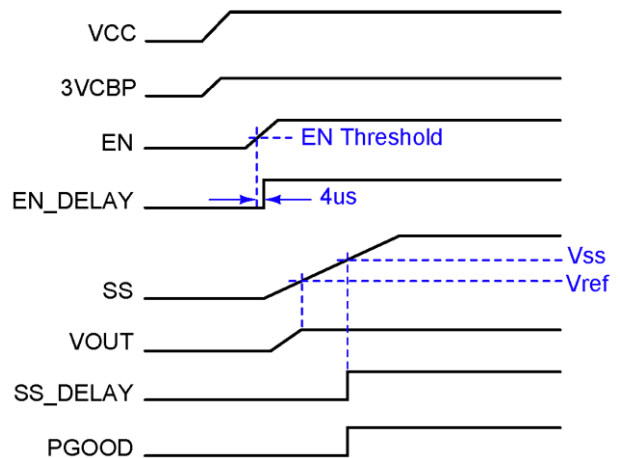 VCC
3VCBP
EN
EN Threshold
EN_DELAY
4us
Vss
Vref
SS
VOUT
SS_DELAY
PGOOD